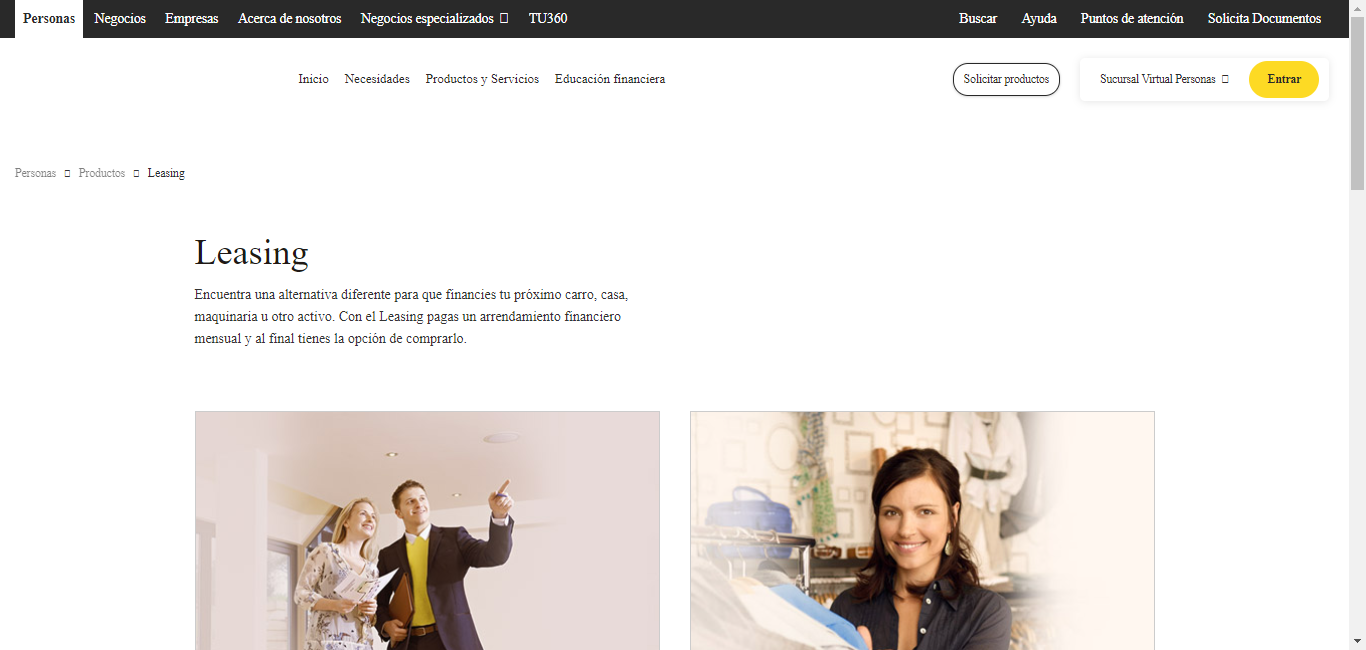 Personas Negocios Empresas Acerca de nosotros Negocios especializados TU360 Buscar Ayuda Puntos de atención Solicita Documentos
Inicio Necesidades Productos y Servicios Educación financiera Solicitar productos Sucursal Virtual Personas Entrar
Personas Productos Leasing
Leasing
Encuentra una alternativa diferente para que financies tu próximo carro, casa,
maquinaria u otro activo. Con el Leasing pagas un arrendamiento financiero
mensual y al final tienes la opción de comprarlo.